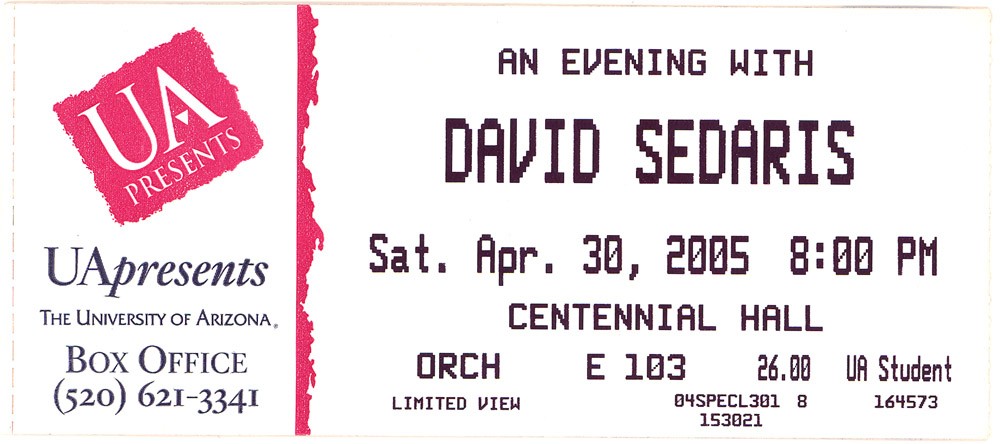 UA
PRESENTS
UApresents
THE UNIVERSITY OF ARIZONA®
BOX OFFICE
(520) 621-3341
AN EVENING WITH
DAVID SEDARIS
Sat. Apr. 30, 2005 8:00 PM
CENTENNIAL HALL
ORCH E 103 26.00 UA Student
LIMITED VIEW 04SPECL301 8 164573
153021